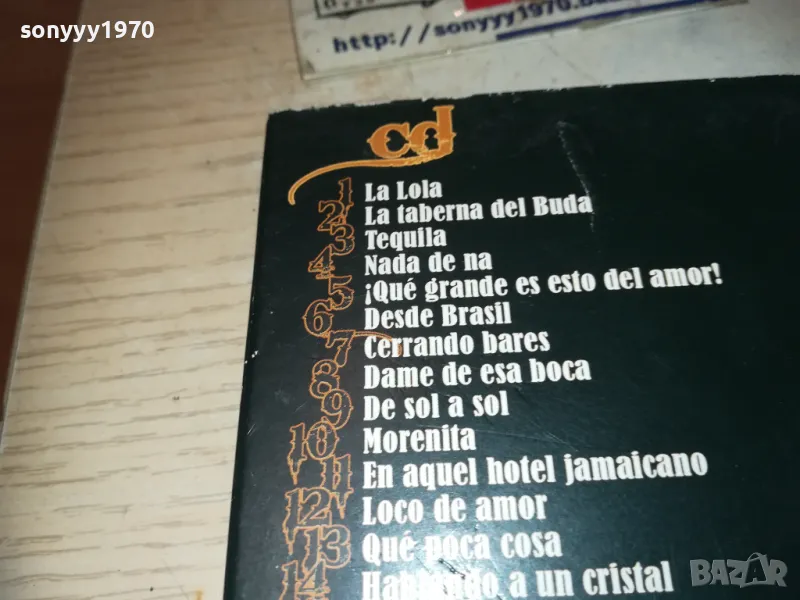 sonyyy1970
http://sonyyy1970.
cd
1 La Lola
2 La taberna del Buda
3 Tequila
4 Nada de na
5 ¡Qué grande es esto del amor!
6 Desde Brasil
7 Cerrando bares
8 Dame de esa boca
9 De sol a sol
10 Morenita
11 En aquel hotel jamaicano
12 Loco de amor
13 Qué poca cosa
14 Hablando a un cristal
BAZAR